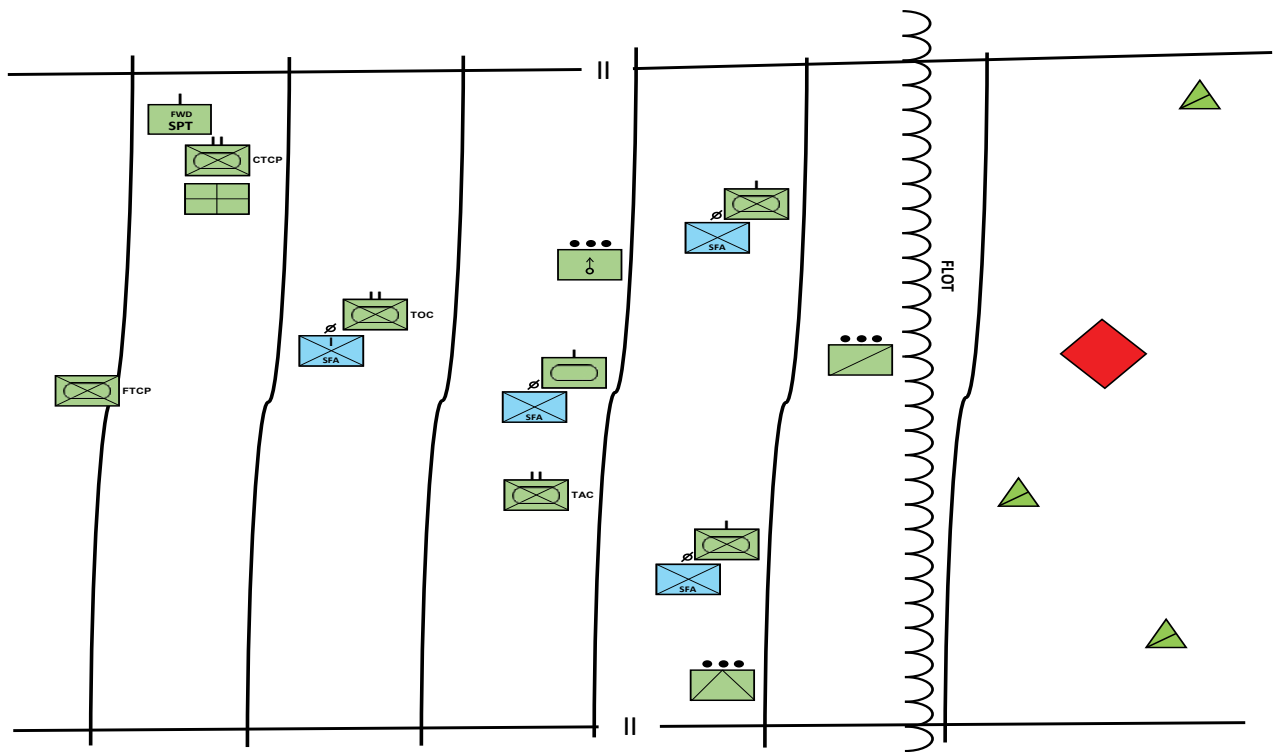 II
FWD
SPT
CTCP
SFA
FLOT
TOC
SFA
FTCP
SFA
TAC
SFA
II